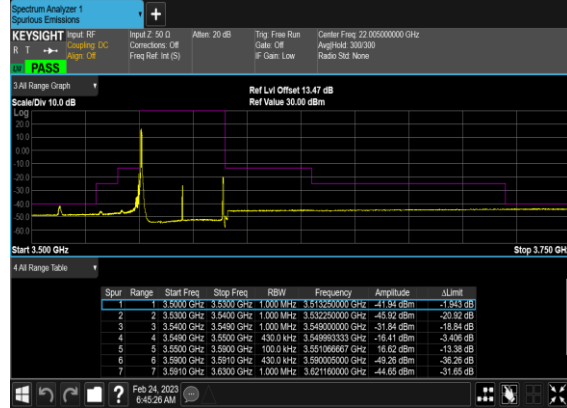 Spectrum Analyzer 1
Spurious Emissions
+
KEYSIGHT Input: RF Input Z: 50 Ω Atten: 20 dB Trig: Free Run Center Freq: 22.005000000 GHz
R T Coupling: DC Corrections: Off Gate: Off Avg|Hold: 300/300
Align: Off Freq Ref: Int (S) IF Gain: Low Radio Std: None
PASS
3 All Range Graph
Ref Lvl Offset 13.47 dB
Scale/Div 10.0 dB Ref Value 30.00 dBm
Log
20.0
10.0
0.00
-10.0
-20.0
-30.0
-40.0
-50.0
-60.0
Start 3.500 GHz Stop 3.750 GHz
4 All Range Table
Spur Range Start Freq Stop Freq RBW Frequency Amplitude ΔLimit
1 1 3.5000 GHz 3.5300 GHz 1.000 MHz 3.513250000 GHz -41.94 dBm -1.943 dB
2 2 3.5300 GHz 3.5400 GHz 1.000 MHz 3.532250000 GHz -45.92 dBm -20.92 dB
3 3 3.5400 GHz 3.5490 GHz 1.000 MHz 3.549000000 GHz -31.84 dBm -18.84 dB
4 4 3.5490 GHz 3.5500 GHz 430.0 kHz 3.549993333 GHz -16.41 dBm -3.406 dB
5 5 3.5500 GHz 3.5900 GHz 100.0 kHz 3.551066667 GHz 16.62 dBm -13.38 dB
6 6 3.5900 GHz 3.5910 GHz 430.0 kHz 3.590005000 GHz -49.26 dBm -36.26 dB
7 7 3.5910 GHz 3.6300 GHz 1.000 MHz 3.621160000 GHz -44.65 dBm -31.65 dB
? Feb 24, 2023
6:45:26 AM